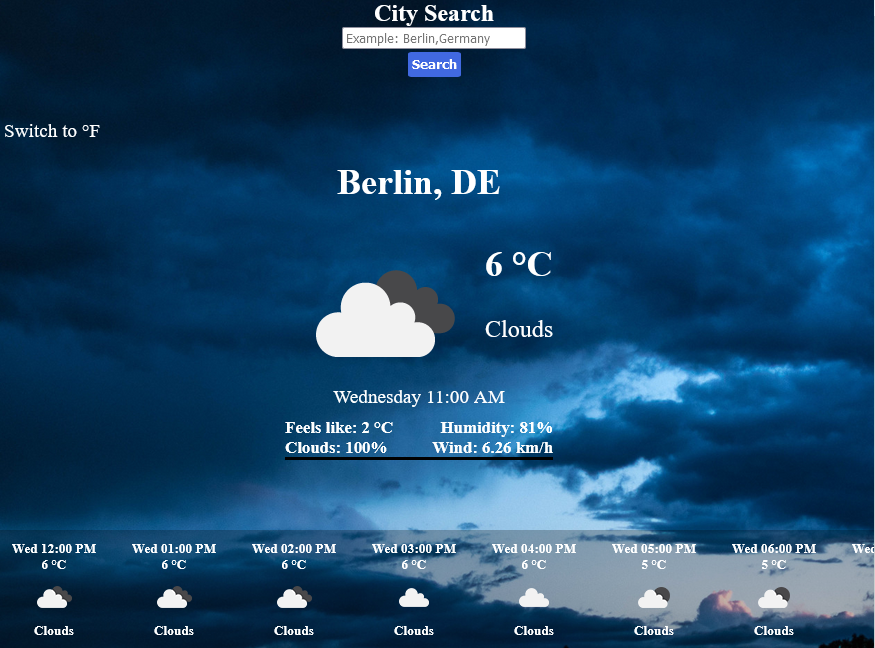 City Search
Example: Berlin,Germany
Search
Switch to °F
Berlin, DE
6 °C
Clouds
Wednesday 11:00 AM
Feels like: 2 °C Humidity: 81%
Clouds: 100% Wind: 6.26 km/h
Wed 12:00 PM Wed 01:00 PM Wed 02:00 PM Wed 03:00 PM Wed 04:00 PM Wed 05:00 PM Wed 06:00 PM Wed
6 °C 6 °C 6 °C 6 °C 6 °C 5 °C 5 °C
Clouds Clouds Clouds Clouds Clouds Clouds Clouds